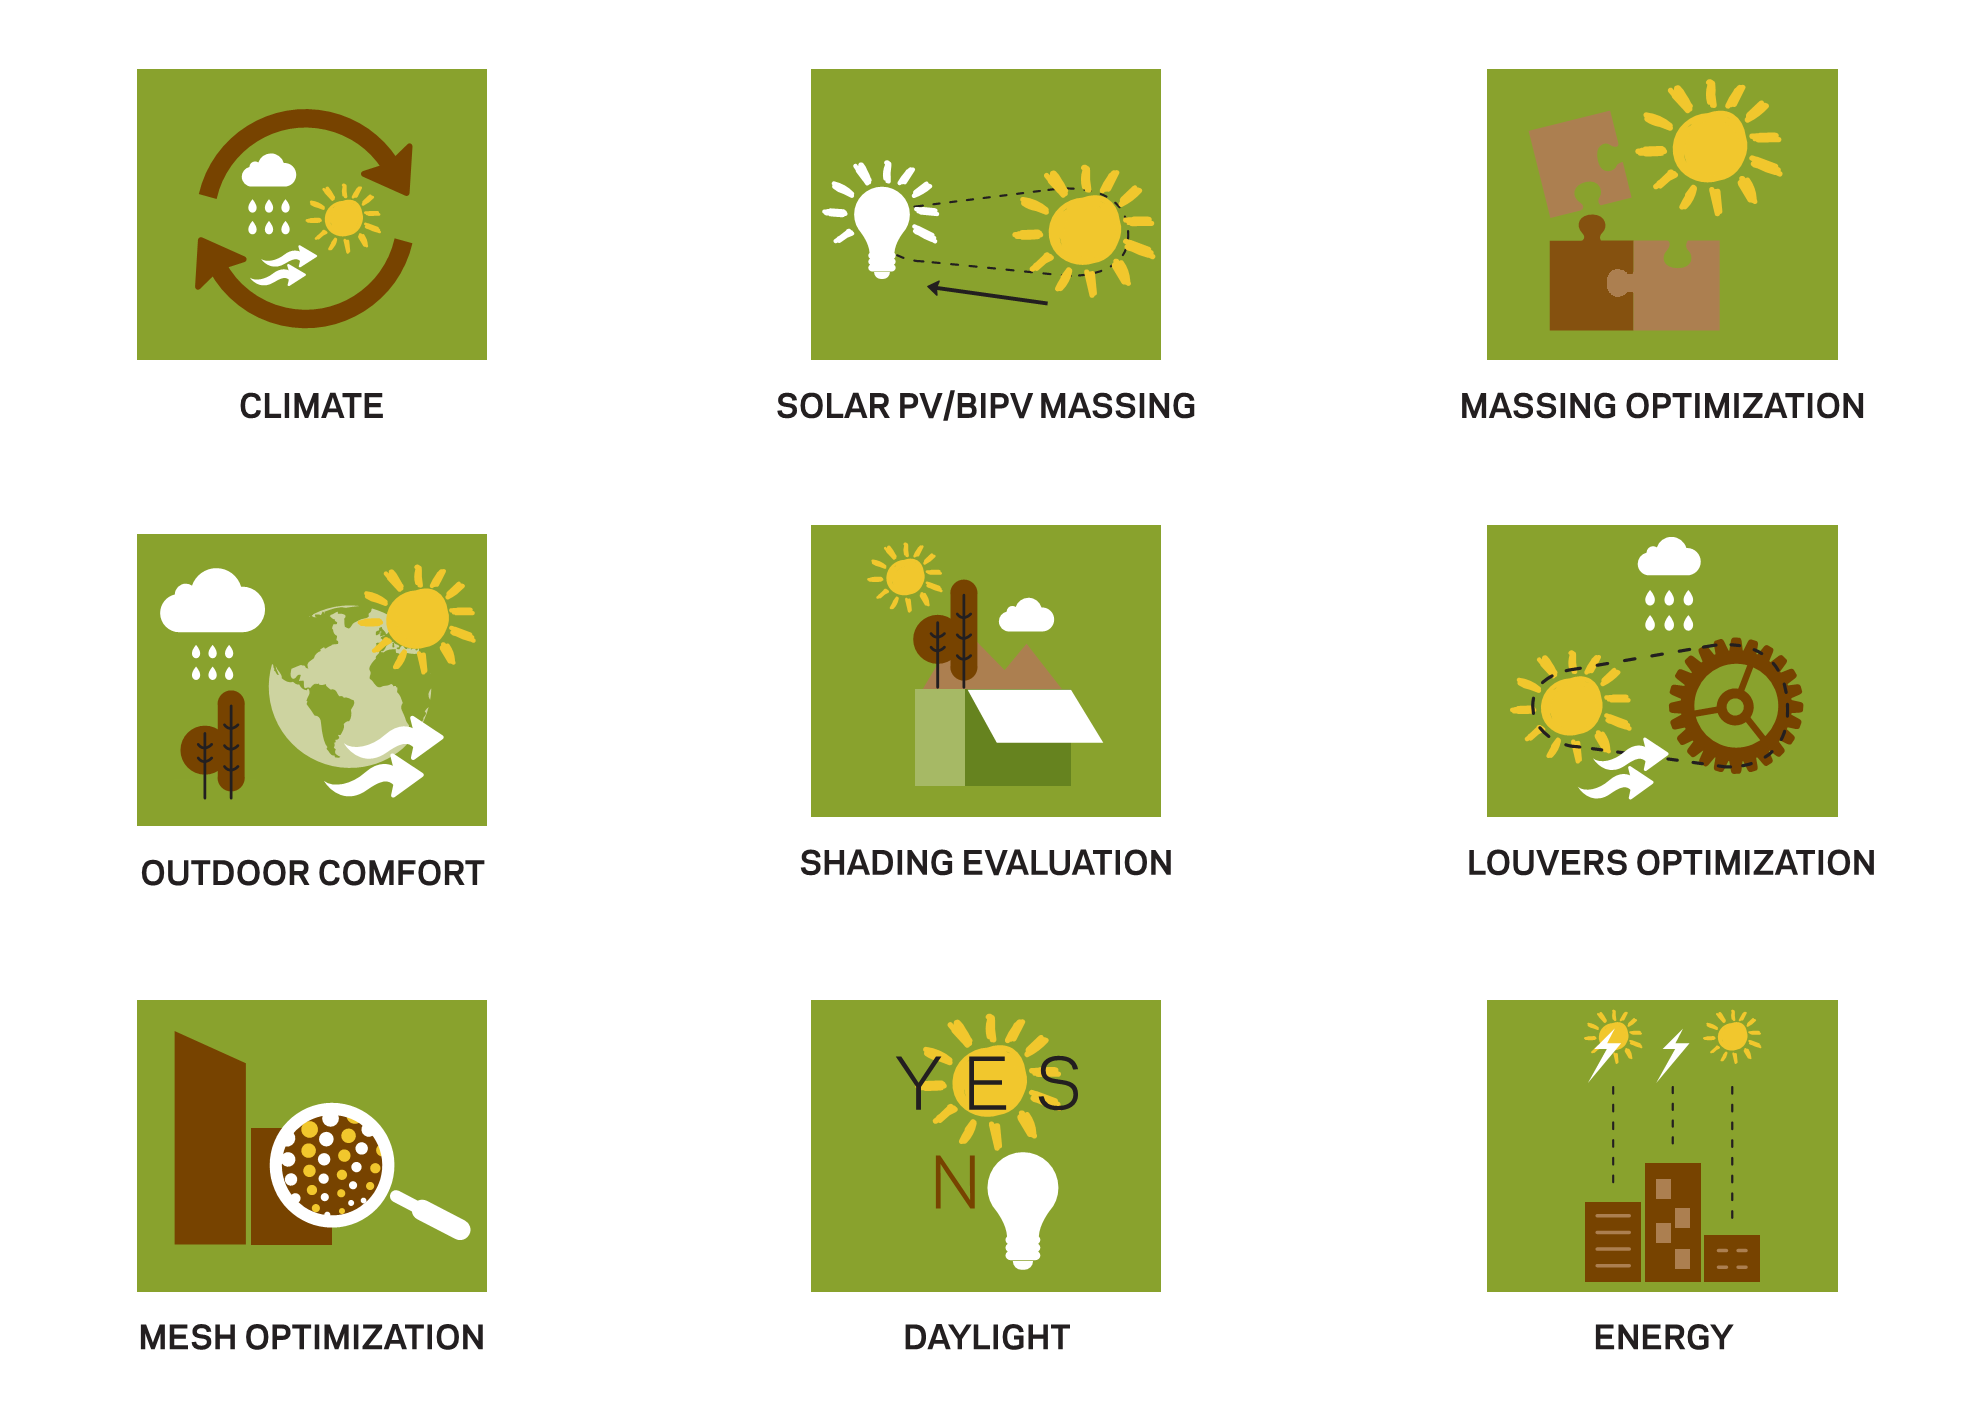 CLIMATE
SOLAR PV/BIPV MASSING
MASSING OPTIMIZATION
OUTDOOR COMFORT
SHADING EVALUATION
LOUVERS OPTIMIZATION
YES
N
MESH OPTIMIZATION
DAYLIGHT
ENERGY